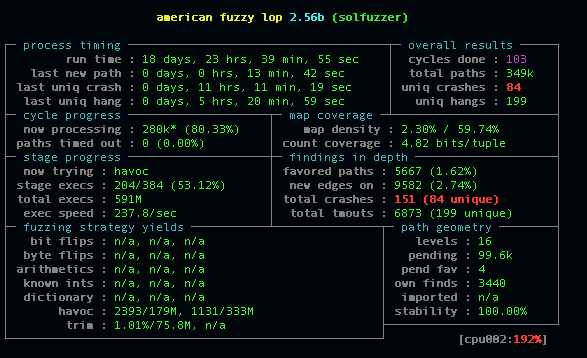 american fuzzy lop 2.56b (solfuzzer)
process timing overall results
run time : 18 days, 23 hrs, 39 min, 55 sec cycles done : 103
last new path : 0 days, 0 hrs, 13 min, 42 sec total paths : 349k
last uniq crash : 0 days, 11 hrs, 11 min, 19 sec uniq crashes : 84
last uniq hang : 0 days, 5 hrs, 20 min, 59 sec uniq hangs : 199
cycle progress map coverage
now processing : 280k* (80.33%) map density : 2.30% / 59.74%
paths timed out : 0 (0.00%) count coverage : 4.82 bits/tuple
stage progress findings in depth
now trying : havoc favored paths : 5667 (1.62%)
stage execs : 204/384 (53.12%) new edges on : 9582 (2.74%)
total execs : 591M total crashes : 151 (84 unique)
exec speed : 237.8/sec total tmouts : 6873 (199 unique)
fuzzing strategy yields path geometry
bit flips : n/a, n/a, n/a levels : 16
byte flips : n/a, n/a, n/a pending : 99.6k
arithmetics : n/a, n/a, n/a pend fav : 4
known ints : n/a, n/a, n/a own finds : 3440
dictionary : n/a, n/a, n/a imported : n/a
havoc : 2393/179M, 1131/333M stability : 100.00%
trim : 1.01%/75.8M, n/a
[cpu002:192%]